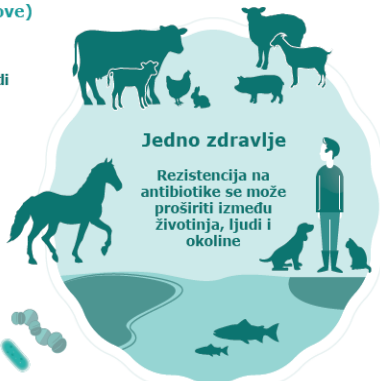 ove)
di
Jedno zdravlje
Rezistencija na
antibiotike se može
proširiti između
životinja, ljudi i
okoline